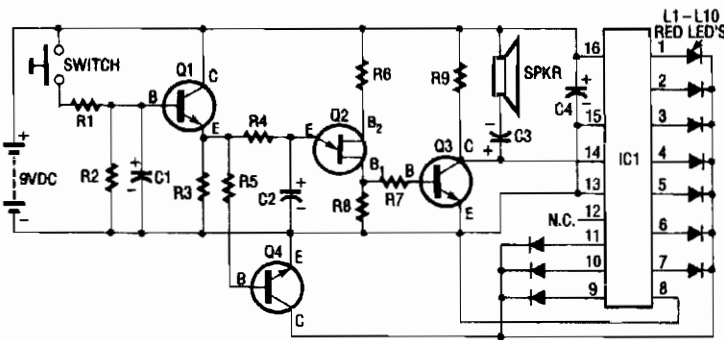 L1-L10
RED LED'S
SWITCH
Q1
C
B
E
R1
R2
C1
+
-
9VDC
+
-
R3
R4
R5
C2
+
-
Q2
E
B2
B1
R6
R7
R8
R9
Q3
B
C
E
SPKR
C3
-
+
C4
+
-
Q4
B
E
C
IC1
16
15
14
13
N.C.
12
11
10
9
1
2
3
4
5
6
7
8